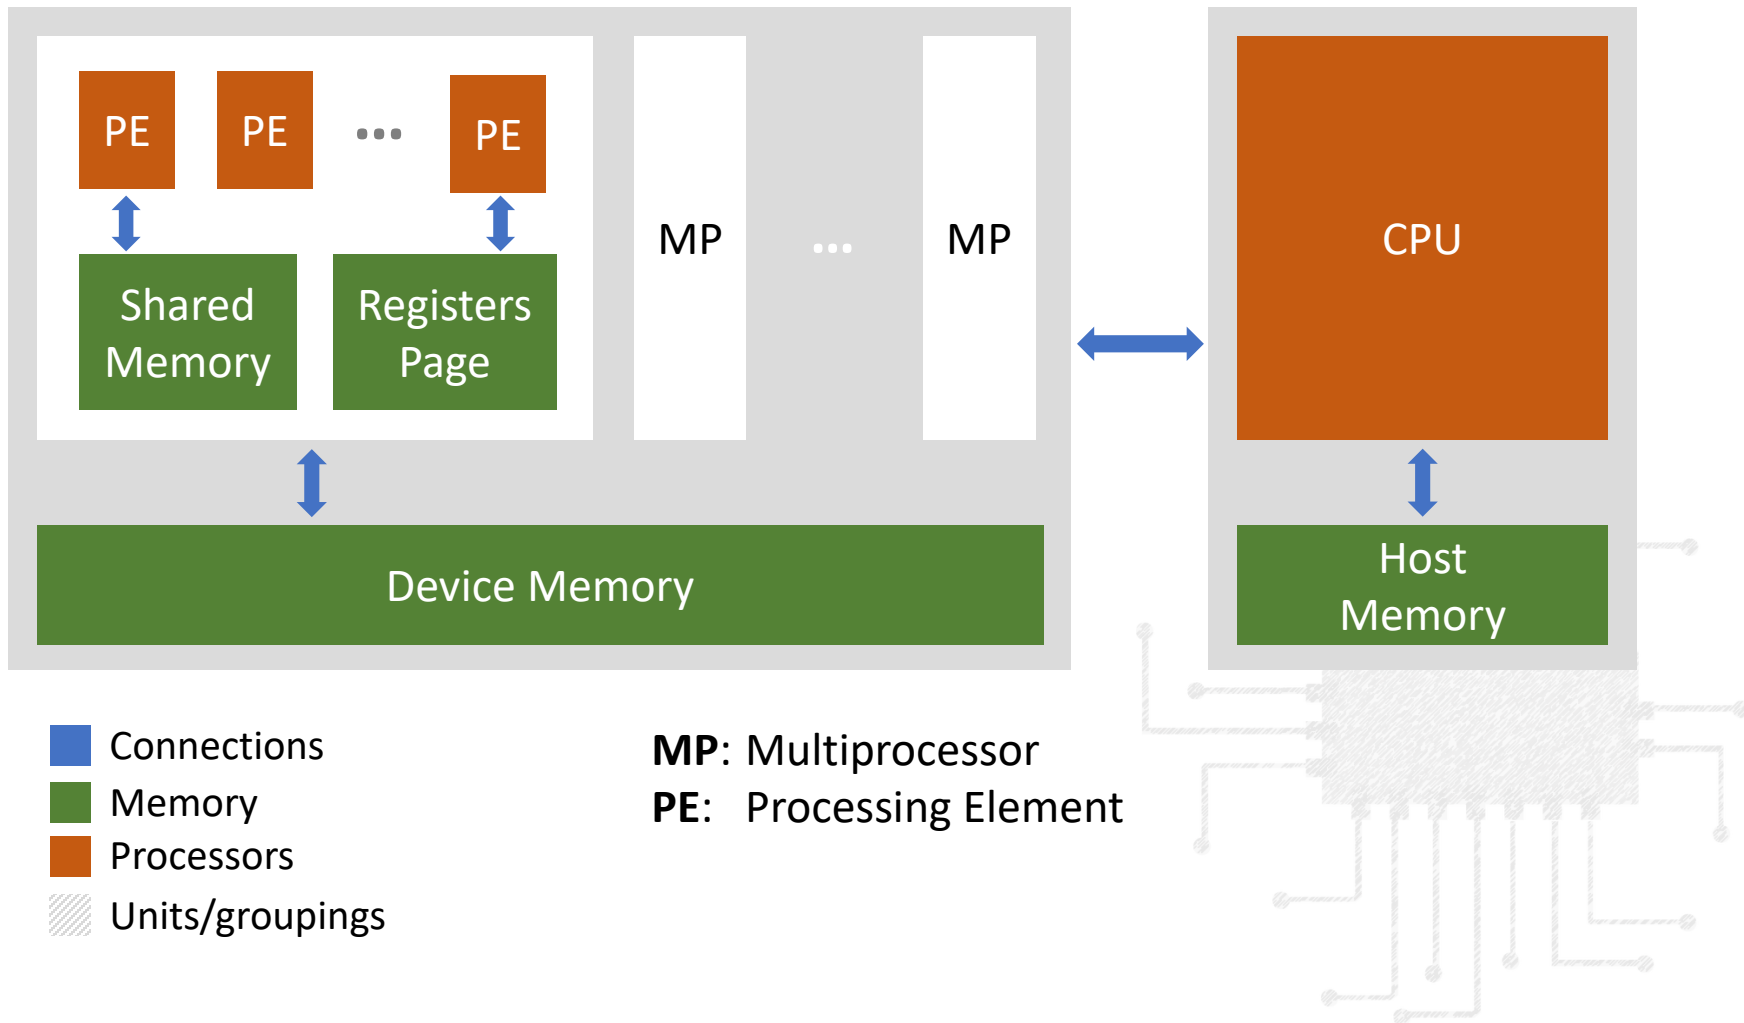 PE
PE
...
PE
Shared
Memory
Registers
Page
MP
...
MP
CPU
Device Memory
Host
Memory
Connections
Memory
Processors
Units/groupings
MP: Multiprocessor
PE: Processing Element